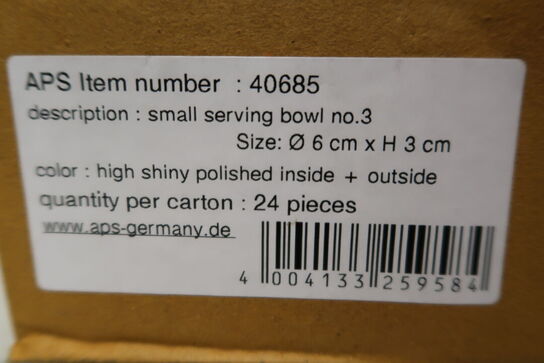 APS Item number : 40685
description : small serving bowl no.3
Size: Ø 6 cm x H 3 cm
color : high shiny polished inside + outside
quantity per carton : 24 pieces
www.aps-germany.de
4 004133 259584